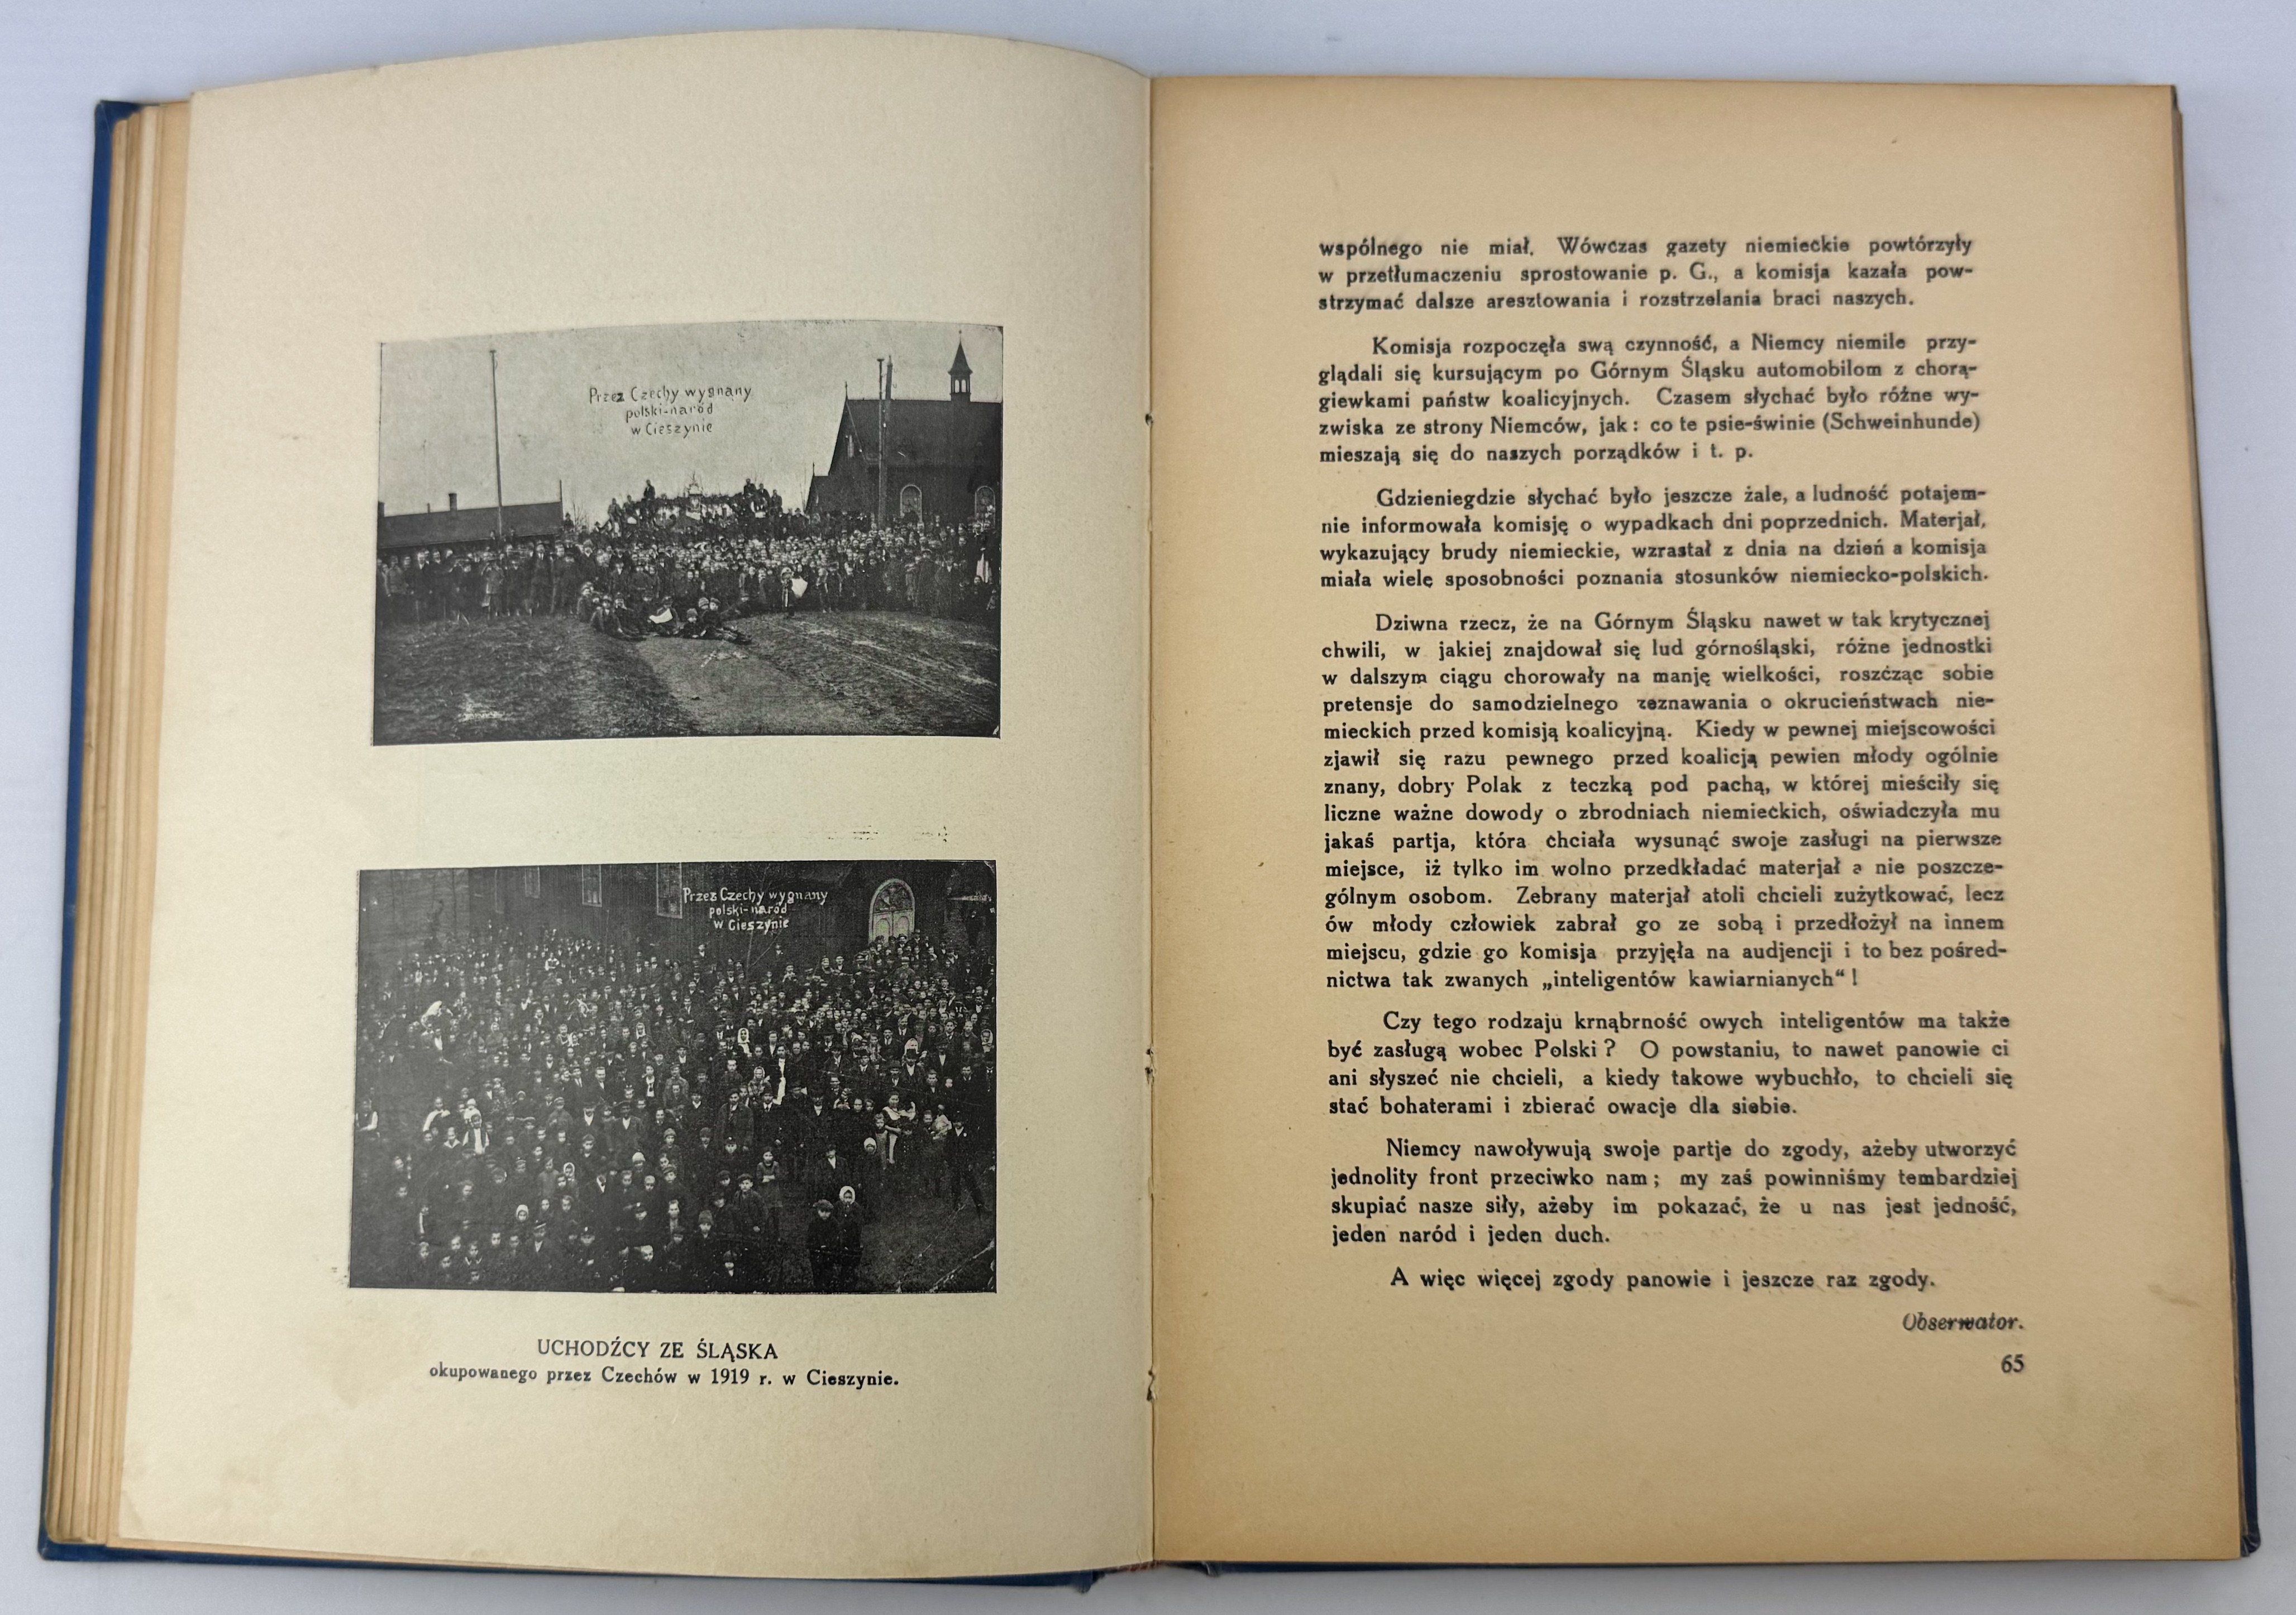 Przez Czechy wygnany
polski-naród
w Cieszynie
Przez Czechy wygnany
polski-naród
w Cieszynie
UCHODŹCY ZE ŚLĄSKA
okupowanego przez Czechów w 1919 r. w Cieszynie.
wspólnego nie miał. Wówczas gazety niemieckie powtórzyły
w przetłumaczeniu sprostowanie p. G., a komisja kazała pow-
strzymać dalsze aresztowania i rozstrzelania braci naszych.
Komisja rozpoczęła swą czynność, a Niemcy niemile przy-
glądali się kursującym po Górnym Śląsku automobilom z chorą-
giewkami państw koalicyjnych. Czasem słychać było różne wy-
zwiska ze strony Niemców, jak: co te psie-świnie (Schweinhunde)
mieszają się do naszych porządków i t. p.
Gdzieniegdzie słychać było jeszcze żale, a ludność potajem-
nie informowała komisję o wypadkach dni poprzednich. Materjał,
wykazujący brudy niemieckie, wzrastał z dnia na dzień a komisja
miała wielę sposobności poznania stosunków niemiecko-polskich.
Dziwna rzecz, że na Górnym Śląsku nawet w tak krytycznej
chwili, w jakiej znajdował się lud górnośląski, różne jednostki
w dalszym ciągu chorowały na manję wielkości, roszćząc sobie
pretensje do samodzielnego zeznawania o okrucieństwach nie-
mieckich przed komisją koalicyjną. Kiedy w pewnej miejscowości
zjawił się razu pewnego przed koalicją pewien młody ogólnie
znany, dobry Polak z teczką pod pachą, w której mieściły się
liczne ważne dowody o zbrodniach niemieckich, oświadczyła mu
jakaś partja, która chciała wysunąć swoje zasługi na pierwsze
miejsce, iż tylko im wolno przedkładać materjał a nie poszcze-
gólnym osobom. Zebrany materjał atoli chcieli zużytkować, lecz
ów młody człowiek zabrał go ze sobą i przedłożył na innem
miejscu, gdzie go komisja przyjęła na audjencji i to bez pośred-
nictwa tak zwanych „inteligentów kawiarnianych“!
Czy tego rodzaju krnąbrność owych inteligentów ma także
być zasługą wobec Polski? O powstaniu, to nawet panowie ci
ani słyszeć nie chcieli, a kiedy takowe wybuchło, to chcieli się
stać bohaterami i zbierać owacje dla siebie.
Niemcy nawoływują swoje partje do zgody, ażeby utworzyć
jednolity front przeciwko nam; my zaś powinniśmy tembardziej
skupiać nasze siły, ażeby im pokazać, że u nas jest jedność,
jeden naród i jeden duch.
A więc więcej zgody panowie i jeszcze raz zgody.
Obserwator.
65